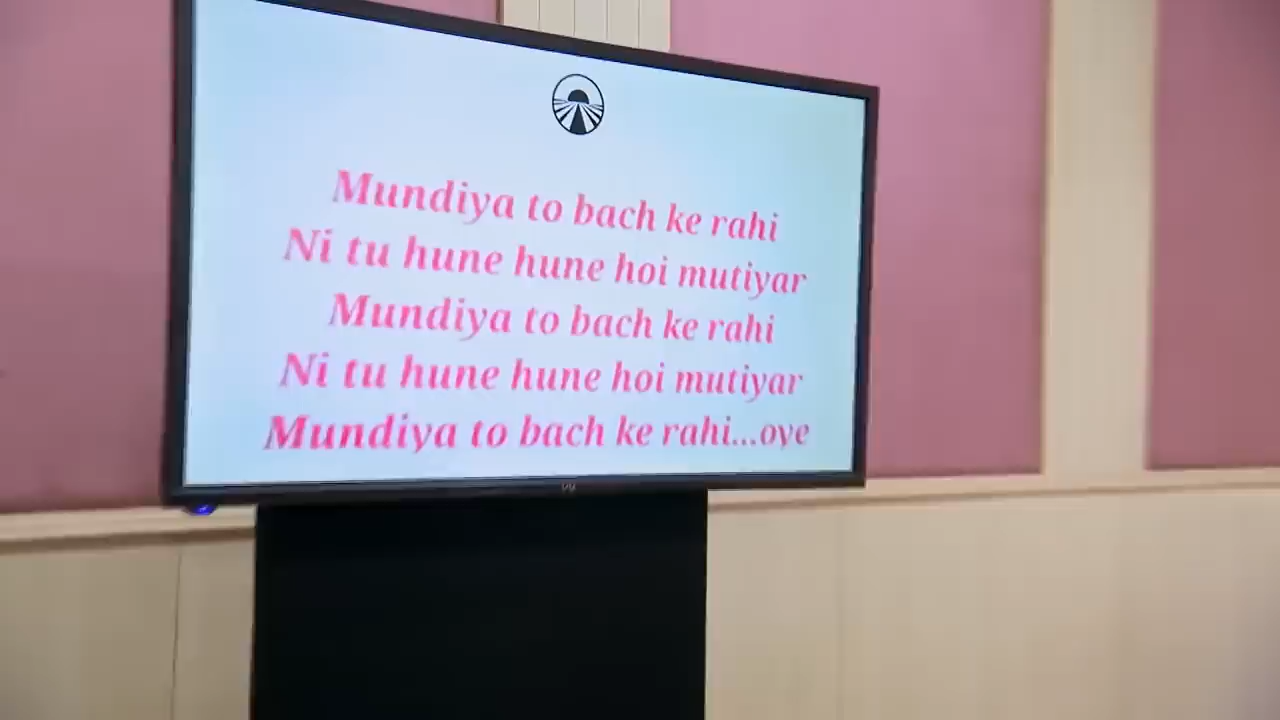 Mundiya to bach ke rahi
Ni tu hune hune hoi mutiyar
Mundiya to bach ke rahi
Ni tu hune hune hoi mutiyar
Mundiya to bach ke rahi...oye